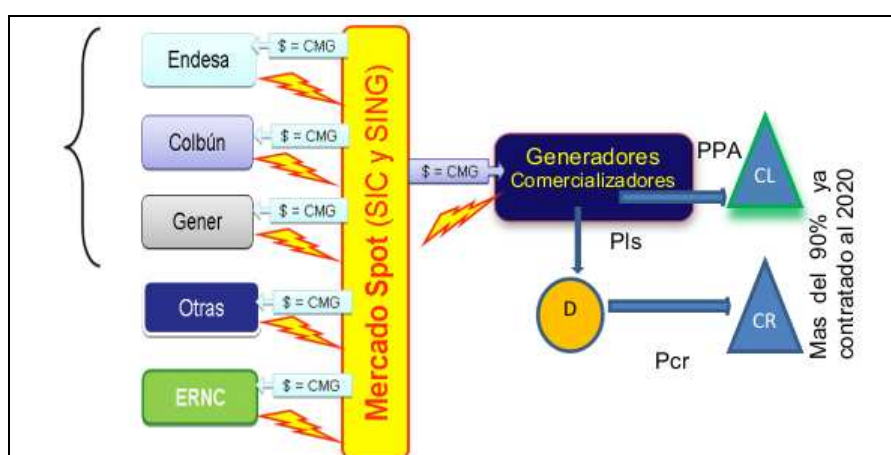 Endesa
$ = CMG
Colbún
$ = CMG
Gener
$ = CMG
Otras
$ = CMG
ERNC
$ = CMG
Mercado Spot (SIC y SING)
$ = CMG
Generadores
Comercializadores
PPA
CL
Pls
D
Pcr
CR
Mas del 90% ya
contratado al 2020